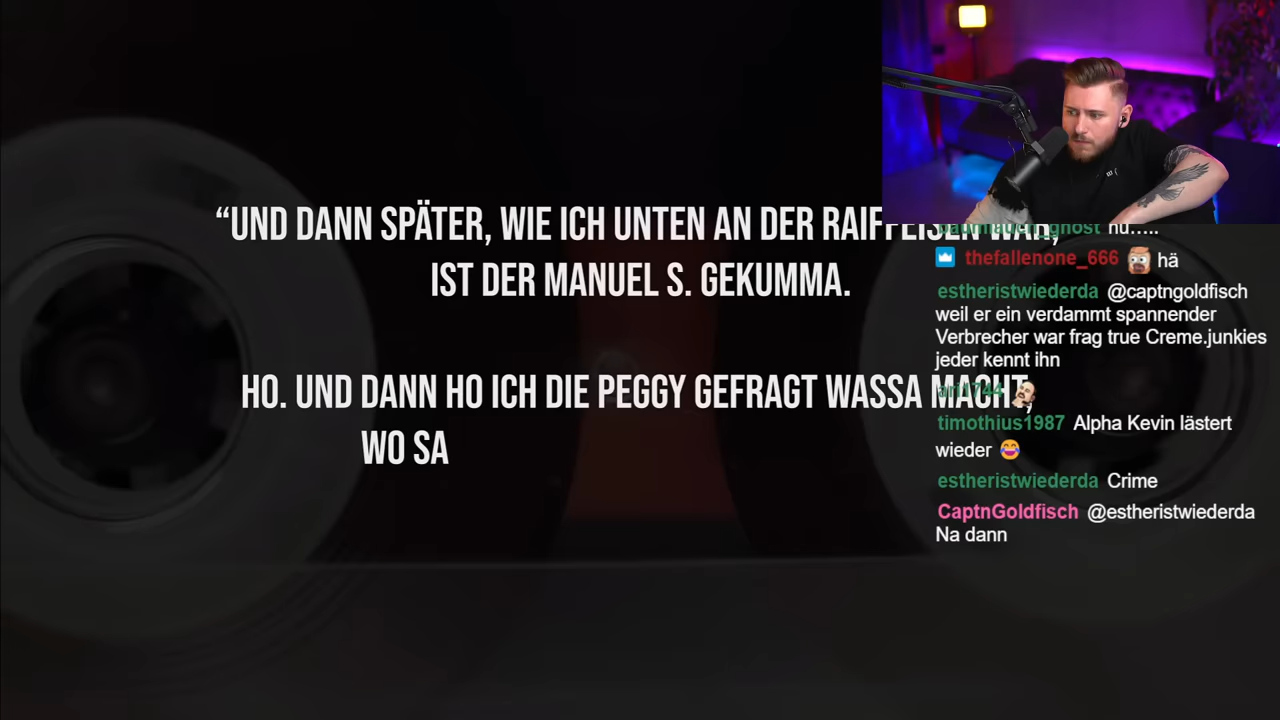 “UND DANN SPÄTER, WIE ICH UNTEN AN DER RAIFFEISEN WAR,
IST DER MANUEL S. GEKUMMA.
HO. UND DANN HO ICH DIE PEGGY GEFRAGT WASSA MACHT,
WO SA
hu.....
thefallenone_666 hä
estheristwiederda @captngoldfisch
weil er ein verdammt spannender
Verbrecher war frag true Creme.junkies
jeder kennt ihn
timothius1987 Alpha Kevin lästert
wieder 😂
estheristwiederda Crime
CaptnGoldfisch @estheristwiederda
Na dann